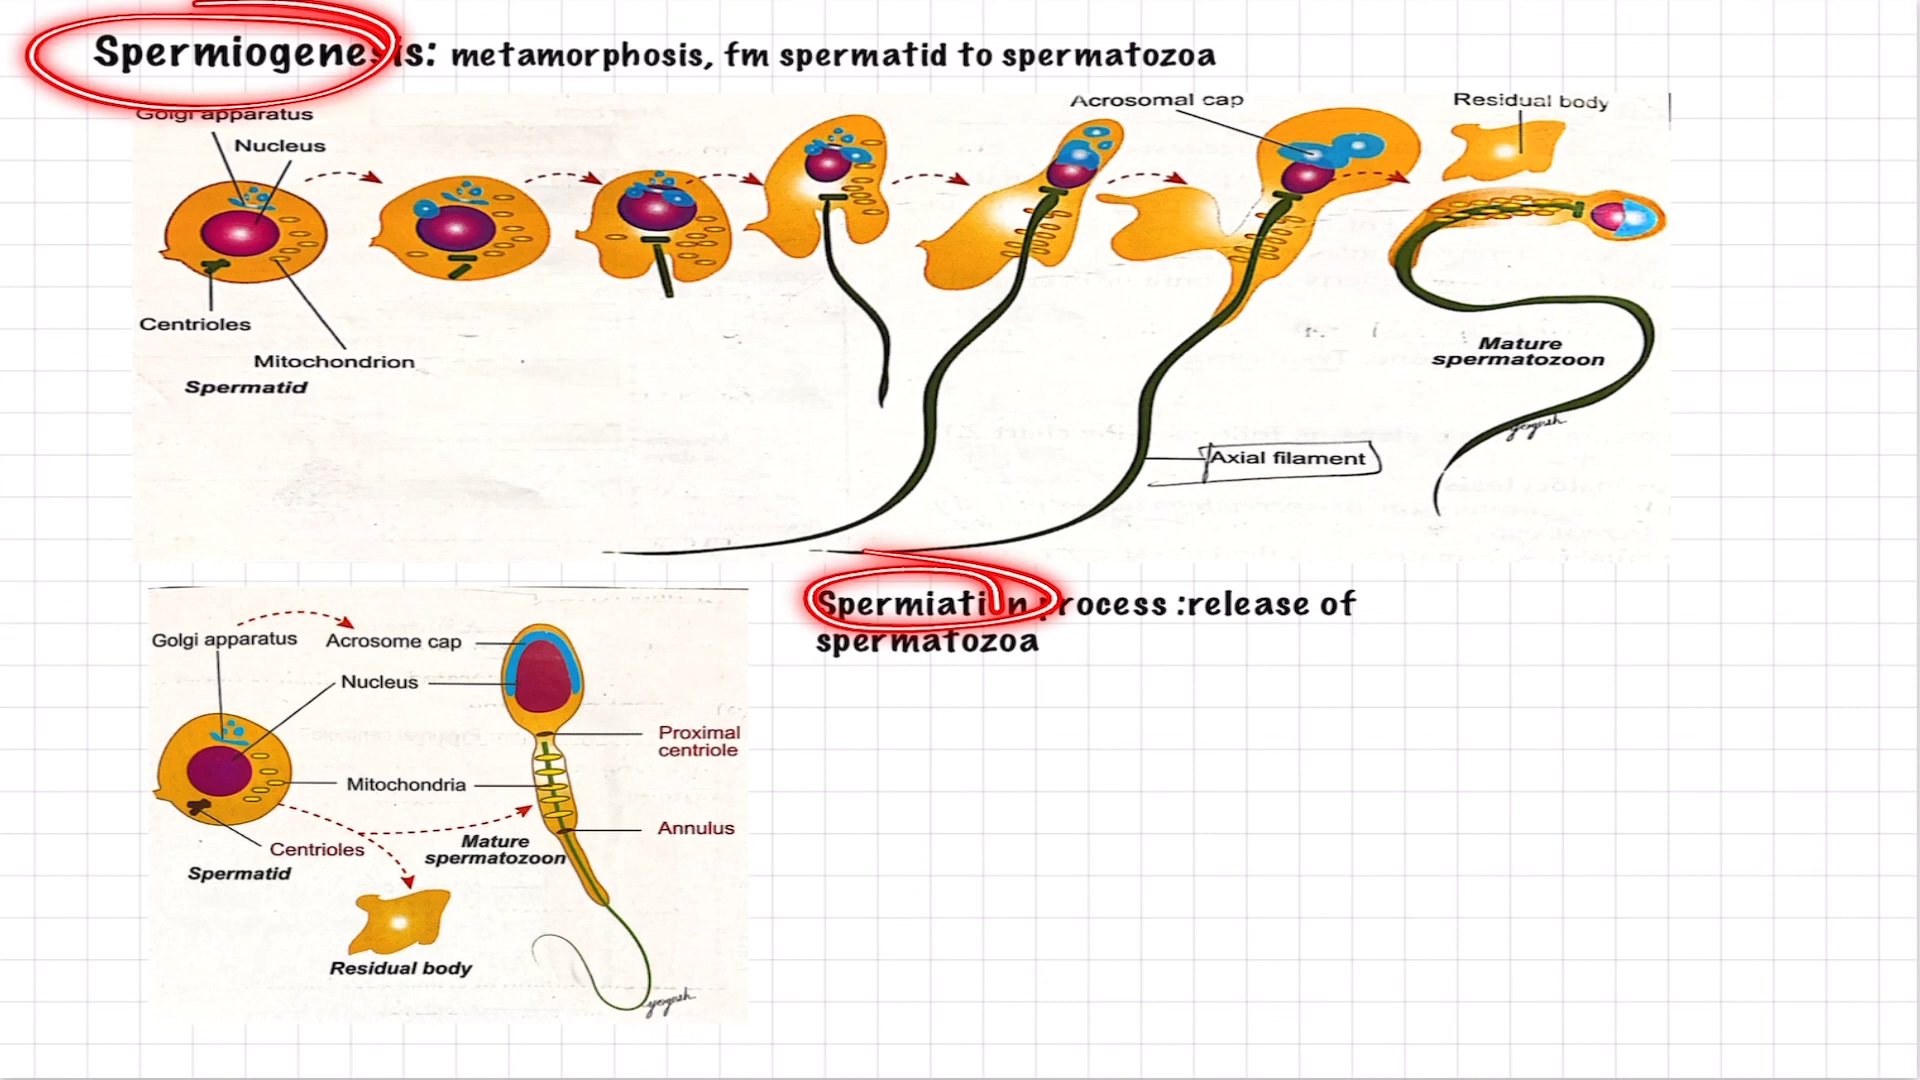 Spermiogenesis: metamorphosis, fm spermatid to spermatozoa
Acrosomal cap
Residual body
Golgi apparatus
Nucleus
Centrioles
Mitochondrion
Spermatid
Mature
spermatozoon
yogesh
Axial filament
Spermiation process :release of
spermatozoa
Golgi apparatus
Acrosome cap
Nucleus
Proximal
centriole
Mitochondria
Annulus
Mature
spermatozoon
Centrioles
Spermatid
Residual body
yogesh